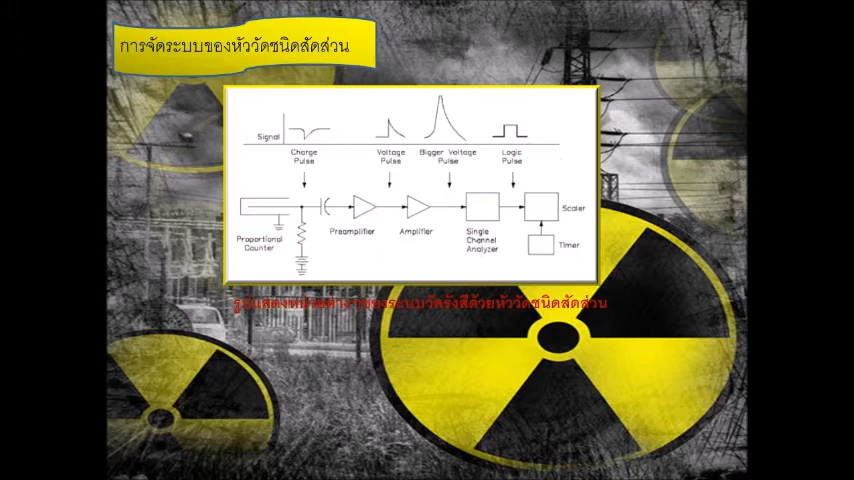 การจัดระบบของหัววัดชนิดสัดส่วน
Signal
Charge
Pulse
Voltage
Pulse
Bigger Voltage
Pulse
Logic
Pulse
Proportional
Counter
Preamplifier
Amplifier
Single
Channel
Analyzer
Scaler
Timer
รูปแสดงหน่วยต่างๆของระบบวัดรังสีด้วยหัววัดชนิดสัดส่วน